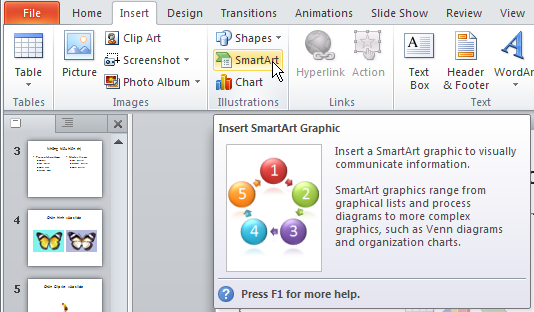 File Home Insert Design Transitions Animations Slide Show Review View
Table
Tables
Picture
Clip Art
Screenshot
Photo Album
Images
Shapes
SmartArt
Chart
Illustrations
Hyperlink
Action
Links
Text
Box
Header
& Footer
WordArt
Text
Insert SmartArt Graphic
1
2
3
4
5
Insert a SmartArt graphic to visually
communicate information.
SmartArt graphics range from
graphical lists and process
diagrams to more complex
graphics, such as Venn diagrams
and organization charts.
Press F1 for more help.
3
4
5